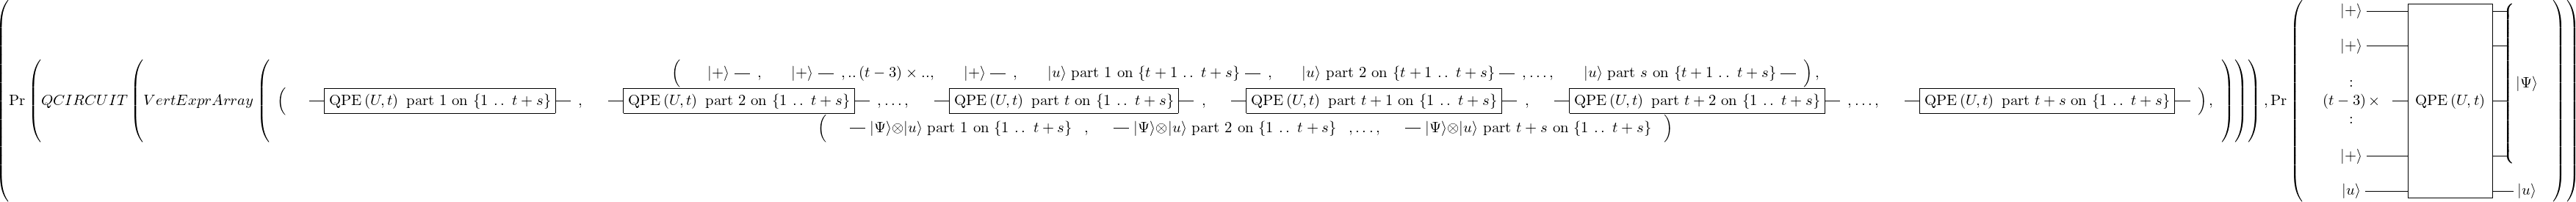 |+⟩ — , |+⟩ — , .. (t − 3) × .., |+⟩ — , |u⟩ part 1 on {t + 1 .. t + s} — , |u⟩ part 2 on {t + 1 .. t + s} — , . . . , |u⟩ part s on {t + 1 .. t + s} — ) ,
( Pr ( QCIRCUIT ( VertExprArray ( ( QPE (U, t) part 1 on {1 .. t + s} , QPE (U, t) part 2 on {1 .. t + s} , . . . , QPE (U, t) part t on {1 .. t + s} , QPE (U, t) part t + 1 on {1 .. t + s} , QPE (U, t) part t + 2 on {1 .. t + s} , . . . , QPE (U, t) part t + s on {1 .. t + s} ) ,
( — |Ψ⟩⊗|u⟩ part 1 on {1 .. t + s} , — |Ψ⟩⊗|u⟩ part 2 on {1 .. t + s} , . . . , — |Ψ⟩⊗|u⟩ part t + s on {1 .. t + s} )
) ) ) , Pr (
|+⟩
|+⟩
:
(t − 3) ×
:
|+⟩
|u⟩
QPE (U, t)
|Ψ⟩
|u⟩
) )